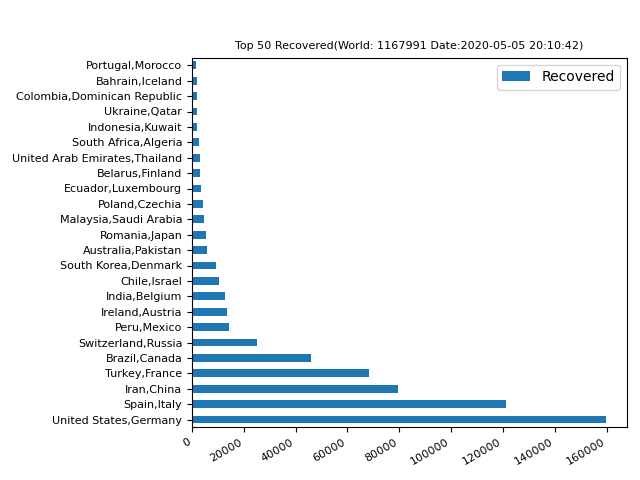 Top 50 Recovered(World: 1167991 Date:2020-05-05 20:10:42)
Recovered
Portugal,Morocco
Bahrain,Iceland
Colombia,Dominican Republic
Ukraine,Qatar
Indonesia,Kuwait
South Africa,Algeria
United Arab Emirates,Thailand
Belarus,Finland
Ecuador,Luxembourg
Poland,Czechia
Malaysia,Saudi Arabia
Romania,Japan
Australia,Pakistan
South Korea,Denmark
Chile,Israel
India,Belgium
Ireland,Austria
Peru,Mexico
Switzerland,Russia
Brazil,Canada
Turkey,France
Iran,China
Spain,Italy
United States,Germany
0 20000 40000 60000 80000 100000 120000 140000 160000